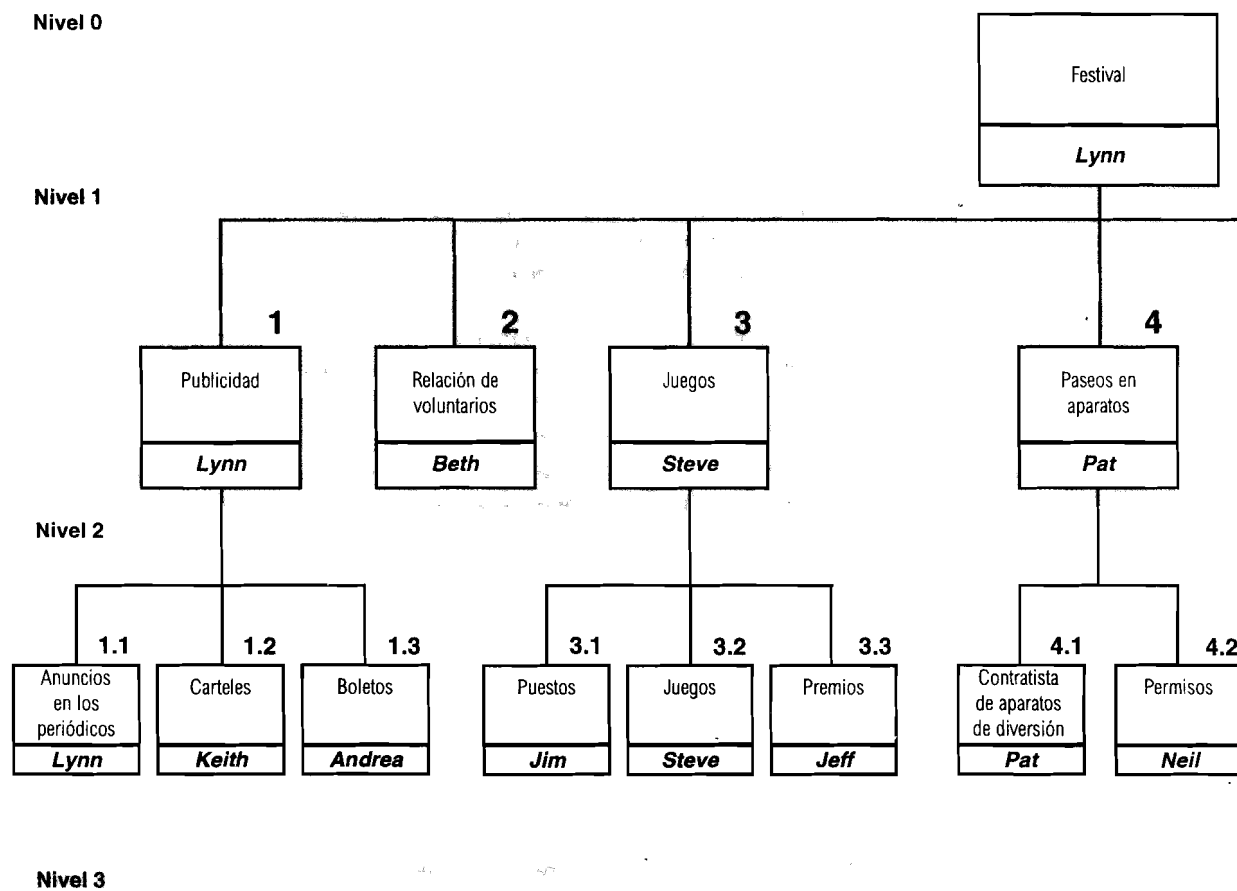 Nivel 0
Festival
Lynn
Nivel 1
1
2
3
4
Publicidad
Relación de
voluntarios
Juegos
Paseos en
aparatos
Lynn
Beth
Steve
Pat
Nivel 2
1.1
1.2
1.3
3.1
3.2
3.3
4.1
4.2
Anuncios
en los
periódicos
Carteles
Boletos
Puestos
Juegos
Premios
Contratista
de aparatos
de diversión
Permisos
Lynn
Keith
Andrea
Jim
Steve
Jeff
Pat
Neil
Nivel 3